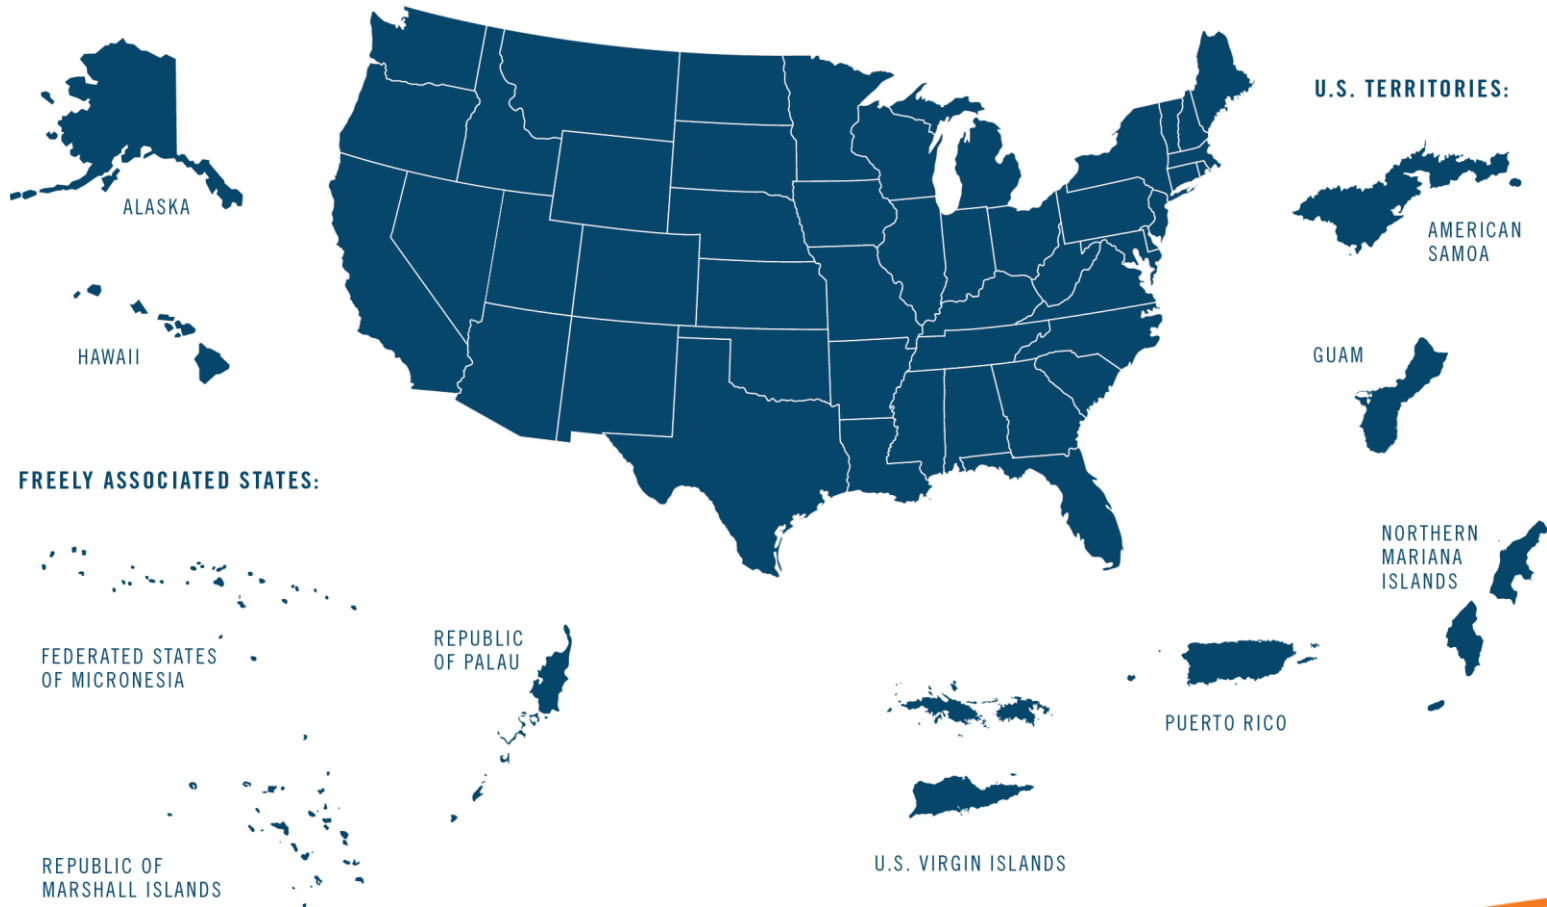 U.S. TERRITORIES:
ALASKA
AMERICAN
SAMOA
HAWAII
GUAM
FREELY ASSOCIATED STATES:
NORTHERN
MARIANA
ISLANDS
FEDERATED STATES
OF MICRONESIA
REPUBLIC
OF PALAU
PUERTO RICO
REPUBLIC OF
MARSHALL ISLANDS
U.S. VIRGIN ISLANDS